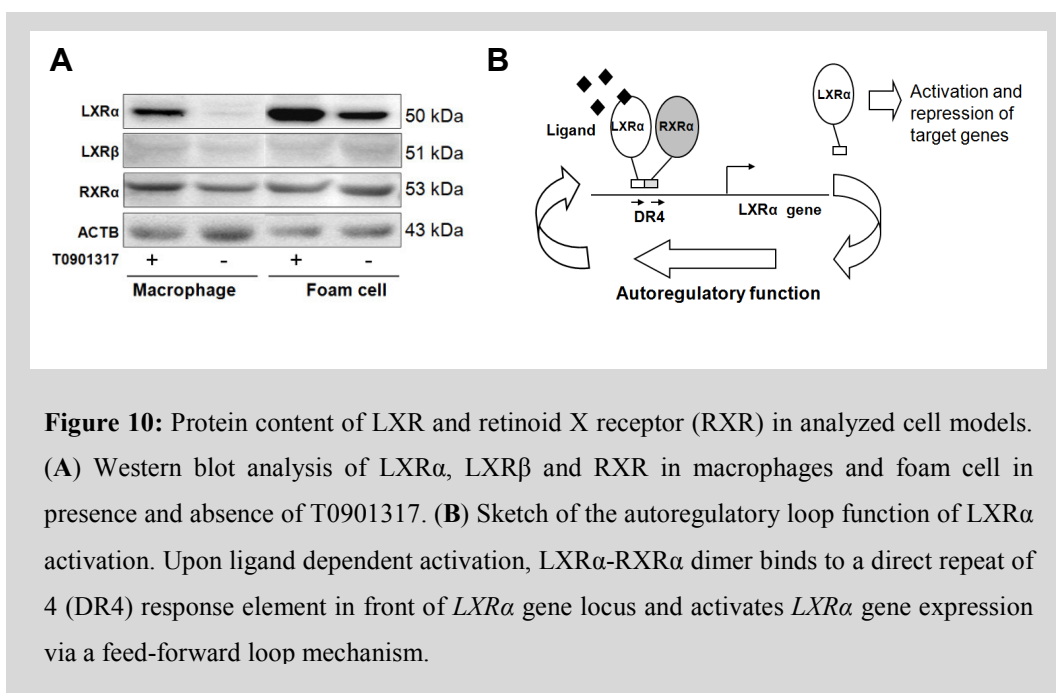 A
LXRα
50 kDa
LXRβ
51 kDa
RXRα
53 kDa
ACTB
43 kDa
T0901317 + - + -
Macrophage Foam cell
B
Ligand
LXRα
RXRα
DR4
LXRα gene
LXRα
Activation and
repression of
target genes
Autoregulatory function
Figure 10: Protein content of LXR and retinoid X receptor (RXR) in analyzed cell models.
(A) Western blot analysis of LXRα, LXRβ and RXR in macrophages and foam cell in
presence and absence of T0901317. (B) Sketch of the autoregulatory loop function of LXRα
activation. Upon ligand dependent activation, LXRα-RXRα dimer binds to a direct repeat of
4 (DR4) response element in front of LXRα gene locus and activates LXRα gene expression
via a feed-forward loop mechanism.